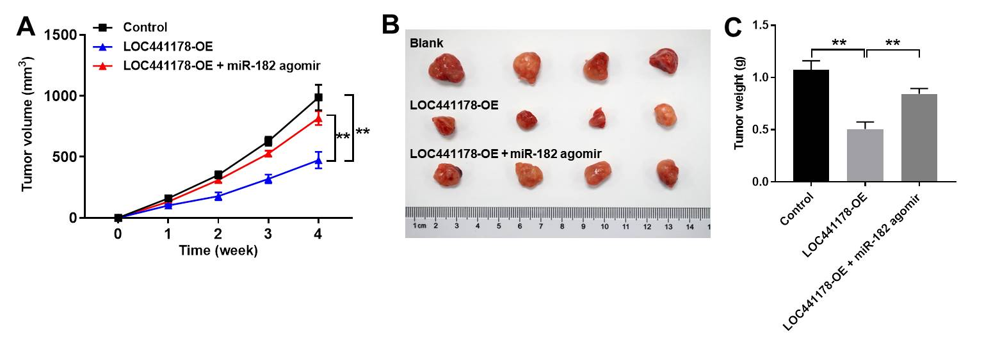 A
1500
1000
500
0
Tumor volume (mm³)
Control
LOC441178-OE
LOC441178-OE + miR-182 agomir
**
**
0 1 2 3 4
Time (week)
B
Blank
LOC441178-OE
LOC441178-OE + miR-182 agomir
1 cm 2 3 4 5 6 7 8 9 10 11 12 13 14 1
C
1.5
1.0
0.5
0.0
Tumor weight (g)
** **
Control
LOC441178-OE
LOC441178-OE + miR-182 agomir